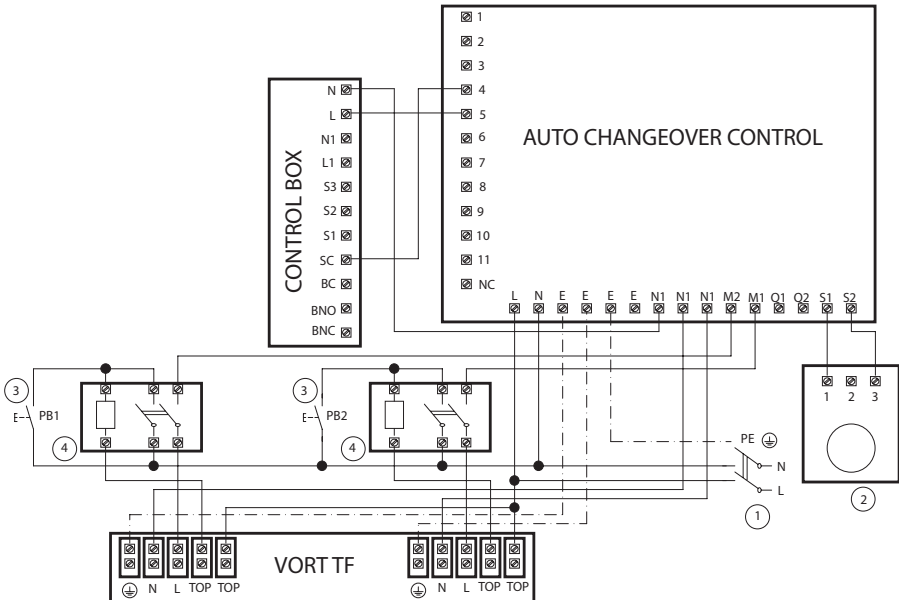 1
2
3
4
5
6
7
8
9
10
11
NC
AUTO CHANGEOVER CONTROL
L N E E E E N1 N1 N1 M2 M1 Q1 Q2 S1 S2
CONTROL BOX
N
L
N1
L1
S3
S2
S1
SC
BC
BNO
BNC
3
PB1
4
3
PB2
4
1 2 3
2
PE
N
L
1
VORT TF
N L TOP TOP
N L TOP TOP